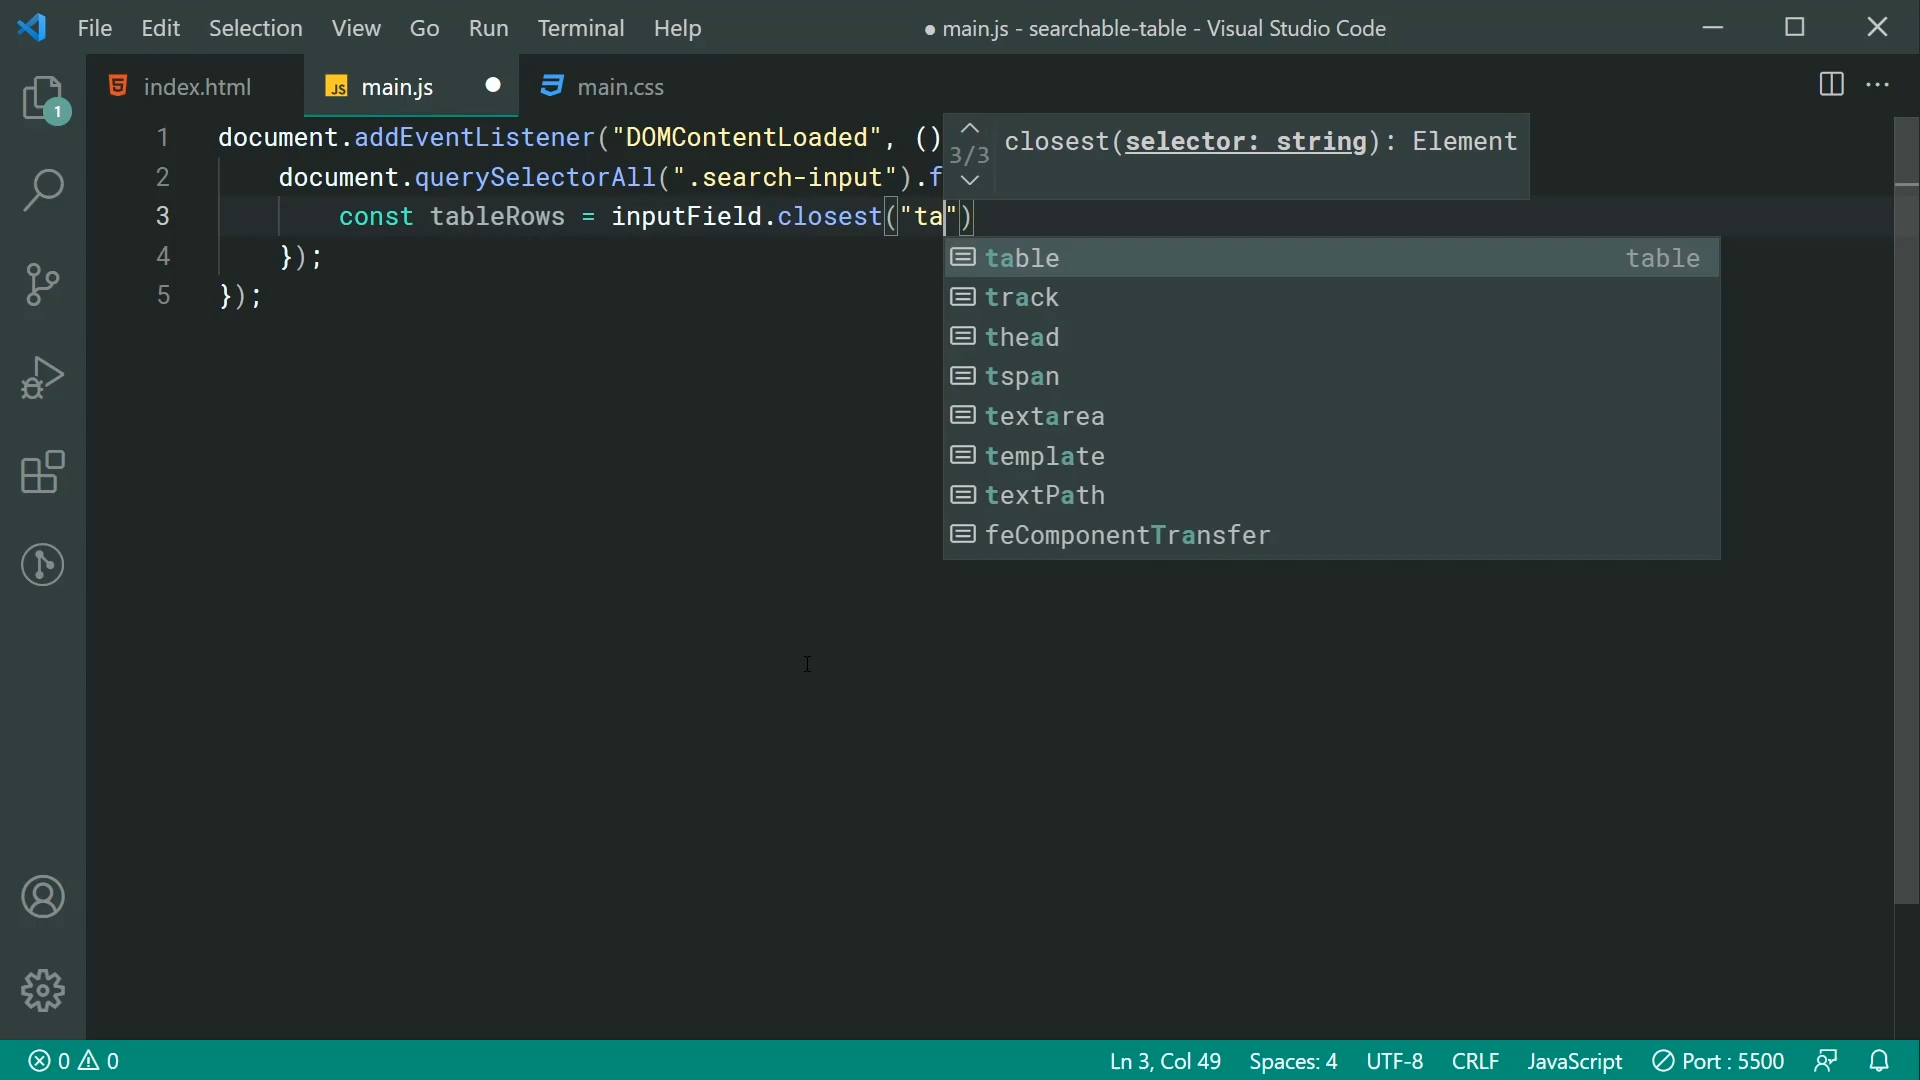 File Edit Selection View Go Run Terminal Help ● main.js - searchable-table - Visual Studio Code
index.html JS main.js main.css
1 document.addEventListener("DOMContentLoaded", ()
2 document.querySelectorAll(".search-input").f
3 const tableRows = inputField.closest("ta")
4 });
5 });
3/3 closest(selector: string): Element
table table
track
thead
tspan
textarea
template
textPath
feComponentTransfer
1
0 0 Ln 3, Col 49 Spaces: 4 UTF-8 CRLF JavaScript Port : 5500